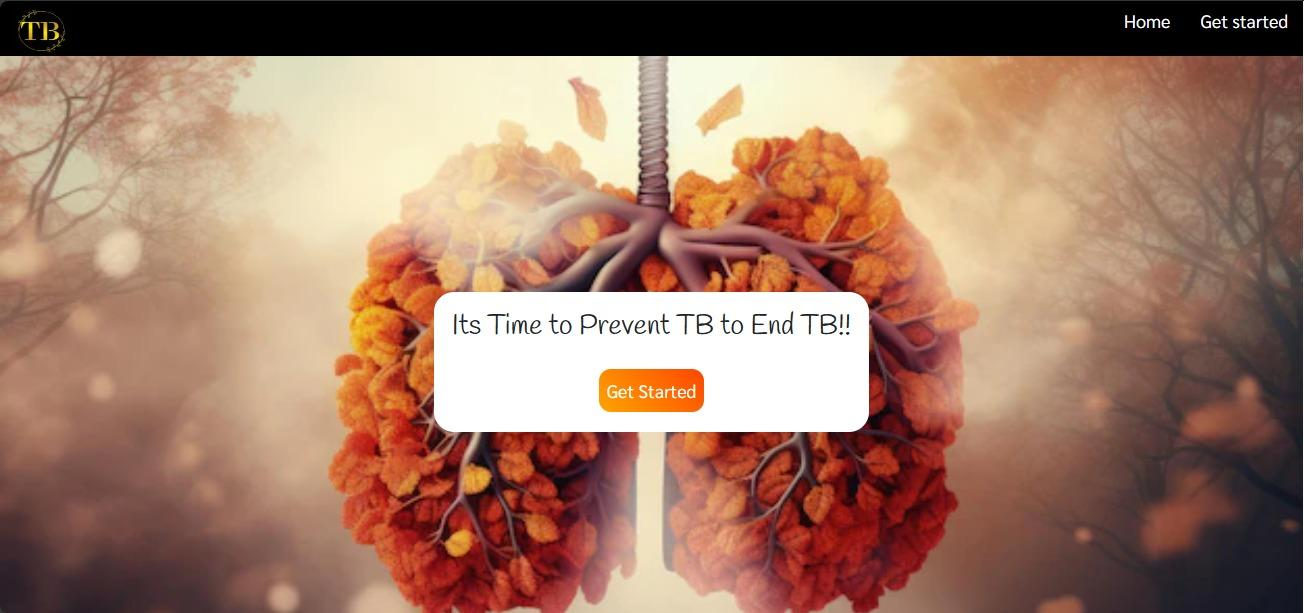 TB
Home
Get started
Its Time to Prevent TB to End TB!!
Get Started